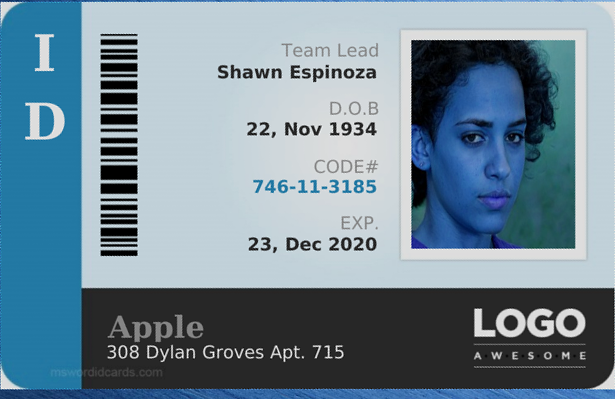 I
D
Team Lead
Shawn Espinoza
D.O.B
22, Nov 1934
CODE#
746-11-3185
EXP.
23, Dec 2020
Apple
308 Dylan Groves Apt. 715
mswordidcards.com
LOGO
A·W·E·S·O·M·E